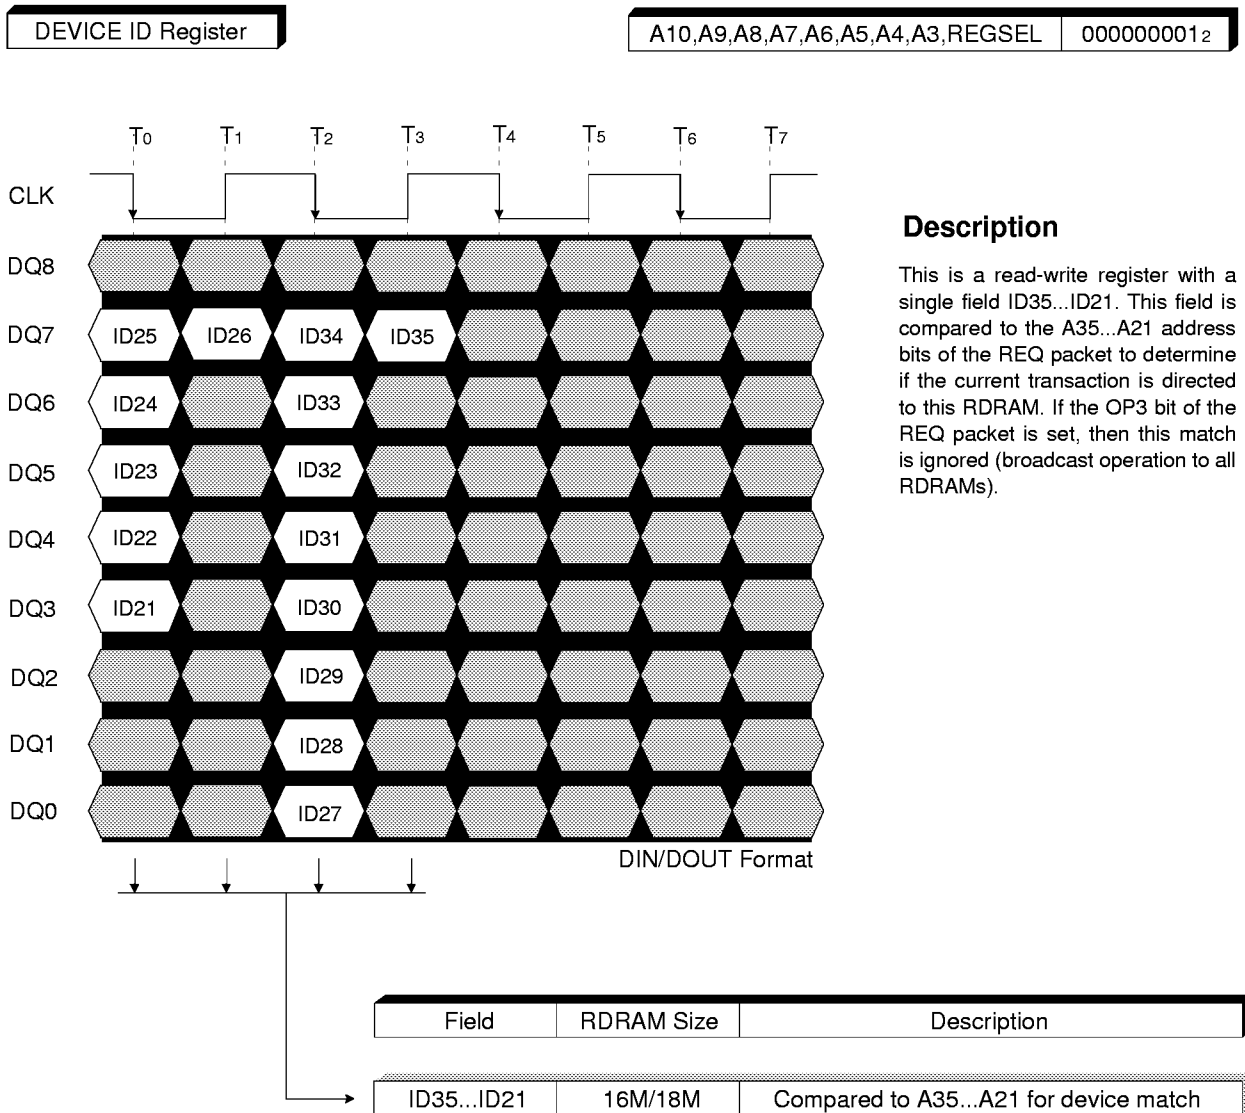 DEVICE ID Register
A10,A9,A8,A7,A6,A5,A4,A3,REGSEL 000000001₂
T0 T1 T2 T3 T4 T5 T6 T7
CLK
DQ8
DQ7 ID25 ID26 ID34 ID35
DQ6 ID24 ID33
DQ5 ID23 ID32
DQ4 ID22 ID31
DQ3 ID21 ID30
DQ2 ID29
DQ1 ID28
DQ0 ID27
DIN/DOUT Format
Description
This is a read-write register with a
single field ID35...ID21. This field is
compared to the A35...A21 address
bits of the REQ packet to determine
if the current transaction is directed
to this RDRAM. If the OP3 bit of the
REQ packet is set, then this match
is ignored (broadcast operation to all
RDRAMs).
Field RDRAM Size Description
ID35...ID21 16M/18M Compared to A35...A21 for device match